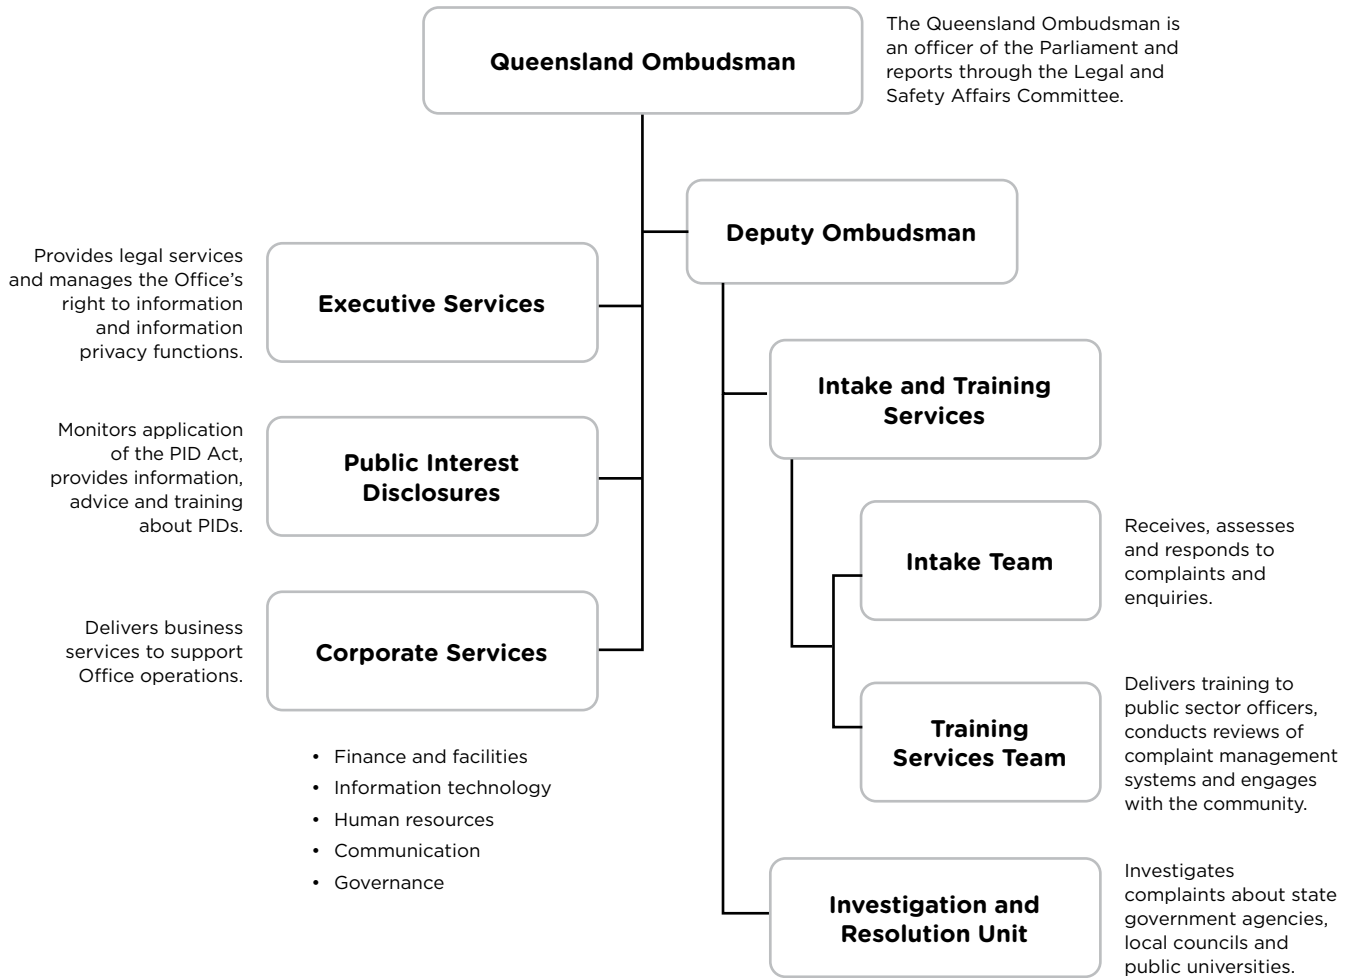 Queensland Ombudsman
The Queensland Ombudsman is
an officer of the Parliament and
reports through the Legal and
Safety Affairs Committee.
Deputy Ombudsman
Provides legal services
and manages the Office’s
right to information
and information
privacy functions.
Executive Services
Intake and Training
Services
Monitors application
of the PID Act,
provides information,
advice and training
about PIDs.
Public Interest
Disclosures
Intake Team
Receives, assesses
and responds to
complaints and
enquiries.
Delivers business
services to support
Office operations.
Corporate Services
• Finance and facilities
• Information technology
• Human resources
• Communication
• Governance
Training
Services Team
Delivers training to
public sector officers,
conducts reviews of
complaint management
systems and engages
with the community.
Investigation and
Resolution Unit
Investigates
complaints about state
government agencies,
local councils and
public universities.